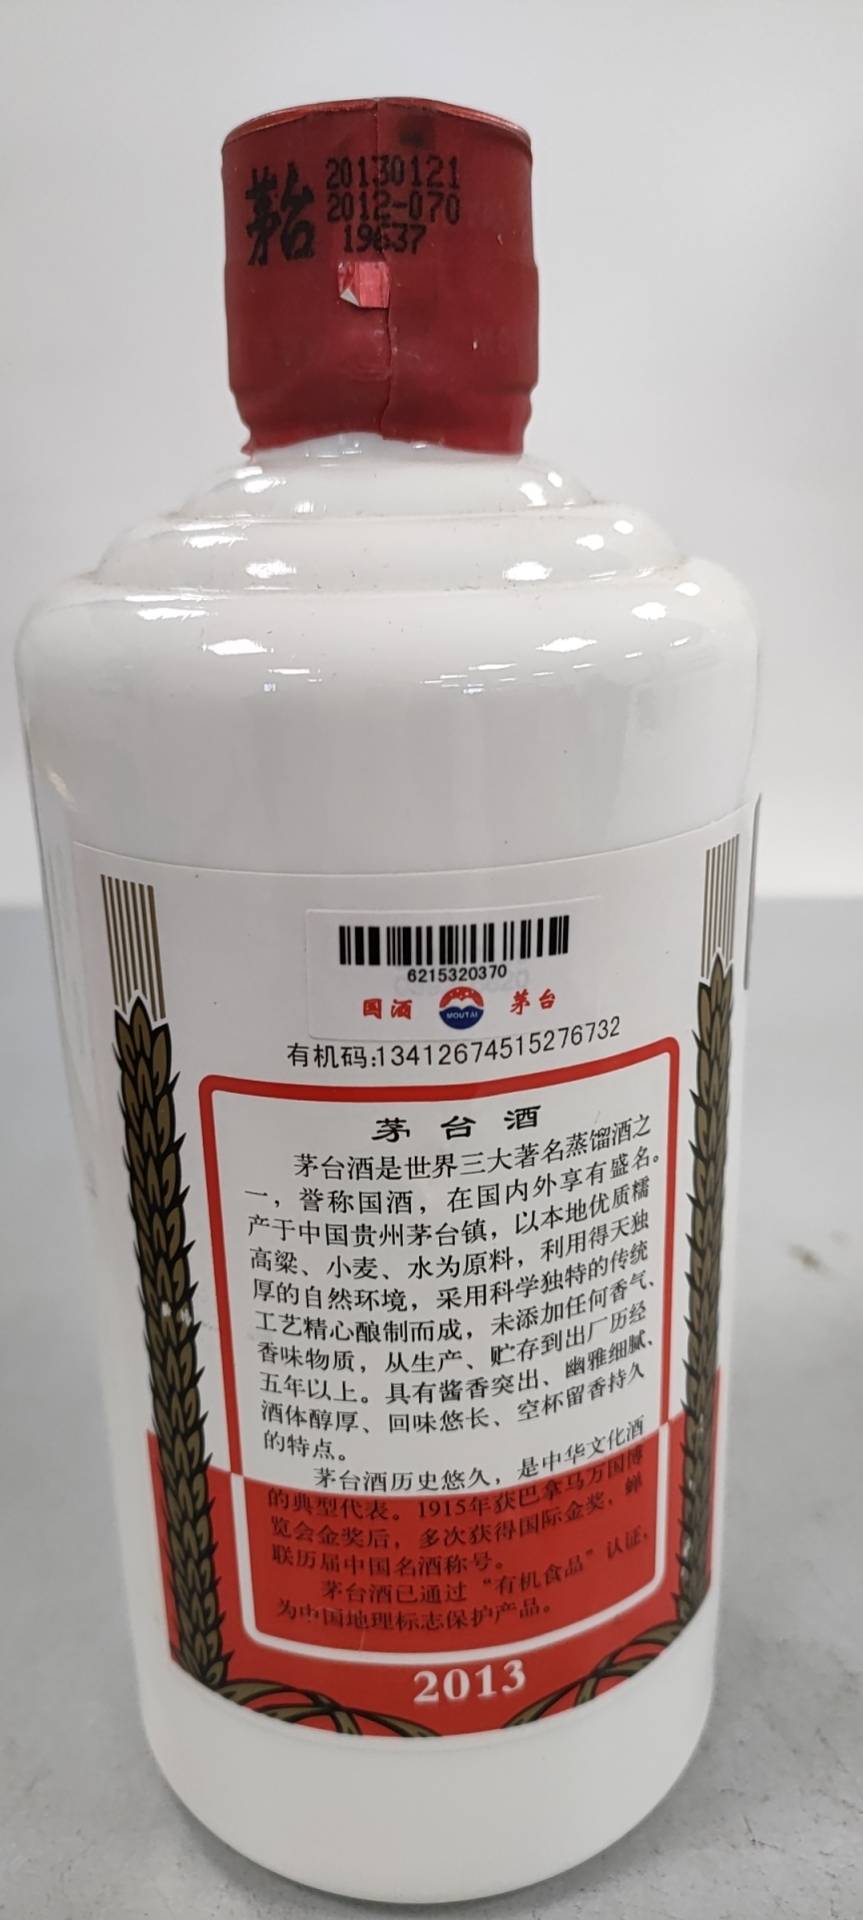 茅台
20130121
2012-070
19637
6215320370
国酒 MOUTAI 茅台
有机码:13412674515276732
茅台酒
茅台酒是世界三大著名蒸馏酒之
一，誉称国酒，在国内外享有盛名。
产于中国贵州茅台镇，以本地优质糯
高粱、小麦、水为原料，利用得天独
厚的自然环境，采用科学独特的传统
工艺精心酿制而成，未添加任何香气、
香味物质，从生产、贮存到出厂历经
五年以上。具有酱香突出、幽雅细腻、
酒体醇厚、回味悠长、空杯留香持久
的特点。
茅台酒历史悠久，是中华文化酒
的典型代表。1915年获巴拿马万国博
览会金奖后，多次获得国际金奖，蝉
联历届中国名酒称号。
茅台酒已通过“有机食品”认证，
为中国地理标志保护产品。
2013